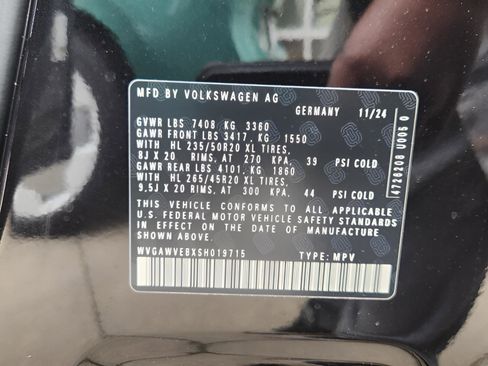 MFD BY VOLKSWAGEN AG
GERMANY 11/24
GVWR LBS 7408 KG 3360
GAWR FRONT LBS 3417 KG 1550
WITH HL 235/50R20 XL TIRES,
8J X 20 RIMS, AT 270 KPA, 39 PSI COLD
GAWR REAR LBS 4101 KG 1860
WITH HL 265/45R20 XL TIRES,
9.5J X 20 RIMS, AT 300 KPA, 44 PSI COLD
THIS VEHICLE CONFORMS TO ALL APPLICABLE
U.S. FEDERAL MOTOR VEHICLE SAFETY STANDARDS
IN EFFECT ON THE DATE OF MANUFACTURE
SHOWN ABOVE.
WVGAWVEBXSH019715 TYPE: MPV
4728208 U005 0